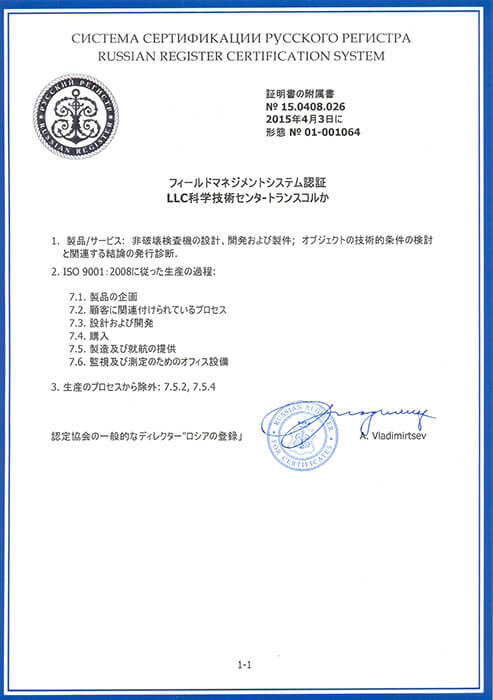 СИСТЕМА СЕРТИФИКАЦИИ РУССКОГО РЕГИСТРА
RUSSIAN REGISTER CERTIFICATION SYSTEM
РУССКИЙ РЕГИСТР
RUSSIAN REGISTER
証明書の附属書
№ 15.0408.026
2015年4月3日に
形態 № 01-001064
フィールドマネジメントシステム認証
LLC科学技術センタ-トランスコルか
1. 製品/サービス: 非破壊検査機の設計、開発および製件; オブジェクトの技術的条件の検討
と関連する結論の発行診断.
2. ISO 9001:2008に従った生産の過程:
7.1. 製品の企画
7.2. 顧客に関連付けられているプロセス
7.3. 設計および開発
7.4. 購入
7.5. 製造及び就航の提供
7.6. 監視及び測定のためのオフィス設備
3. 生産のプロセスから除外: 7.5.2, 7.5.4
RUSSIAN REGISTER
FOR CERTIFICATES
認定協会の一般的なディレクター"ロシアの登録」
A. Vladimirtsev
1-1